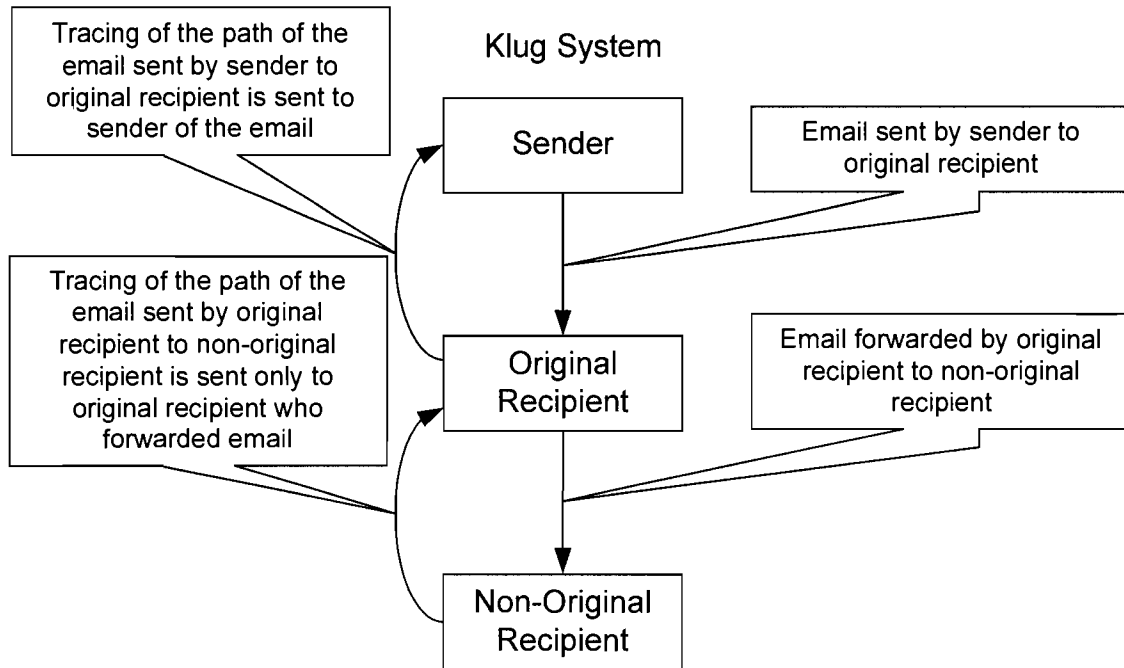 Tracing of the path of the
email sent by sender to
original recipient is sent to
sender of the email
Klug System
Sender
Email sent by sender to
original recipient
Tracing of the path of the
email sent by original
recipient to non-original
recipient is sent only to
original recipient who
forwarded email
Original
Recipient
Email forwarded by original
recipient to non-original
recipient
Non-Original
Recipient